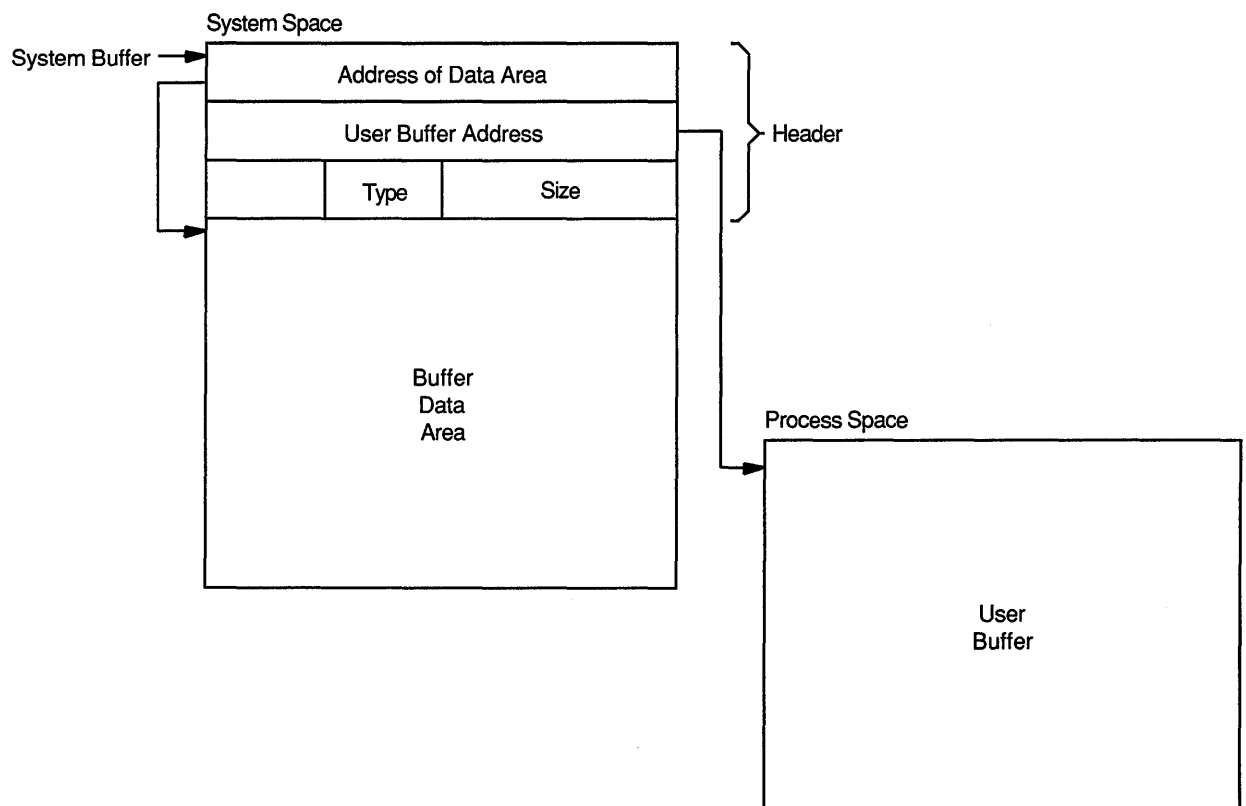 System Space
System Buffer
Address of Data Area
User Buffer Address
Header
Type
Size
Buffer
Data
Area
Process Space
User
Buffer